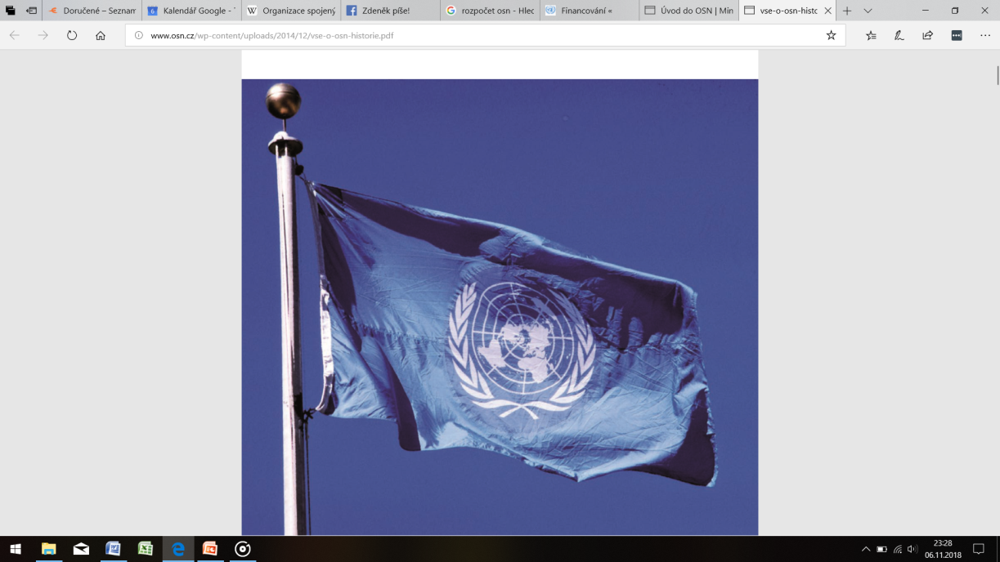 Doručené – Seznam
Kalendář Google - T
Organizace spojený
Zdeněk píše!
rozpočet osn - Hlec
Financování «
Úvod do OSN | Min
vse-o-osn-histo
www.osn.cz/wp-content/uploads/2014/12/vse-o-osn-historie.pdf
23:28
06.11.2018